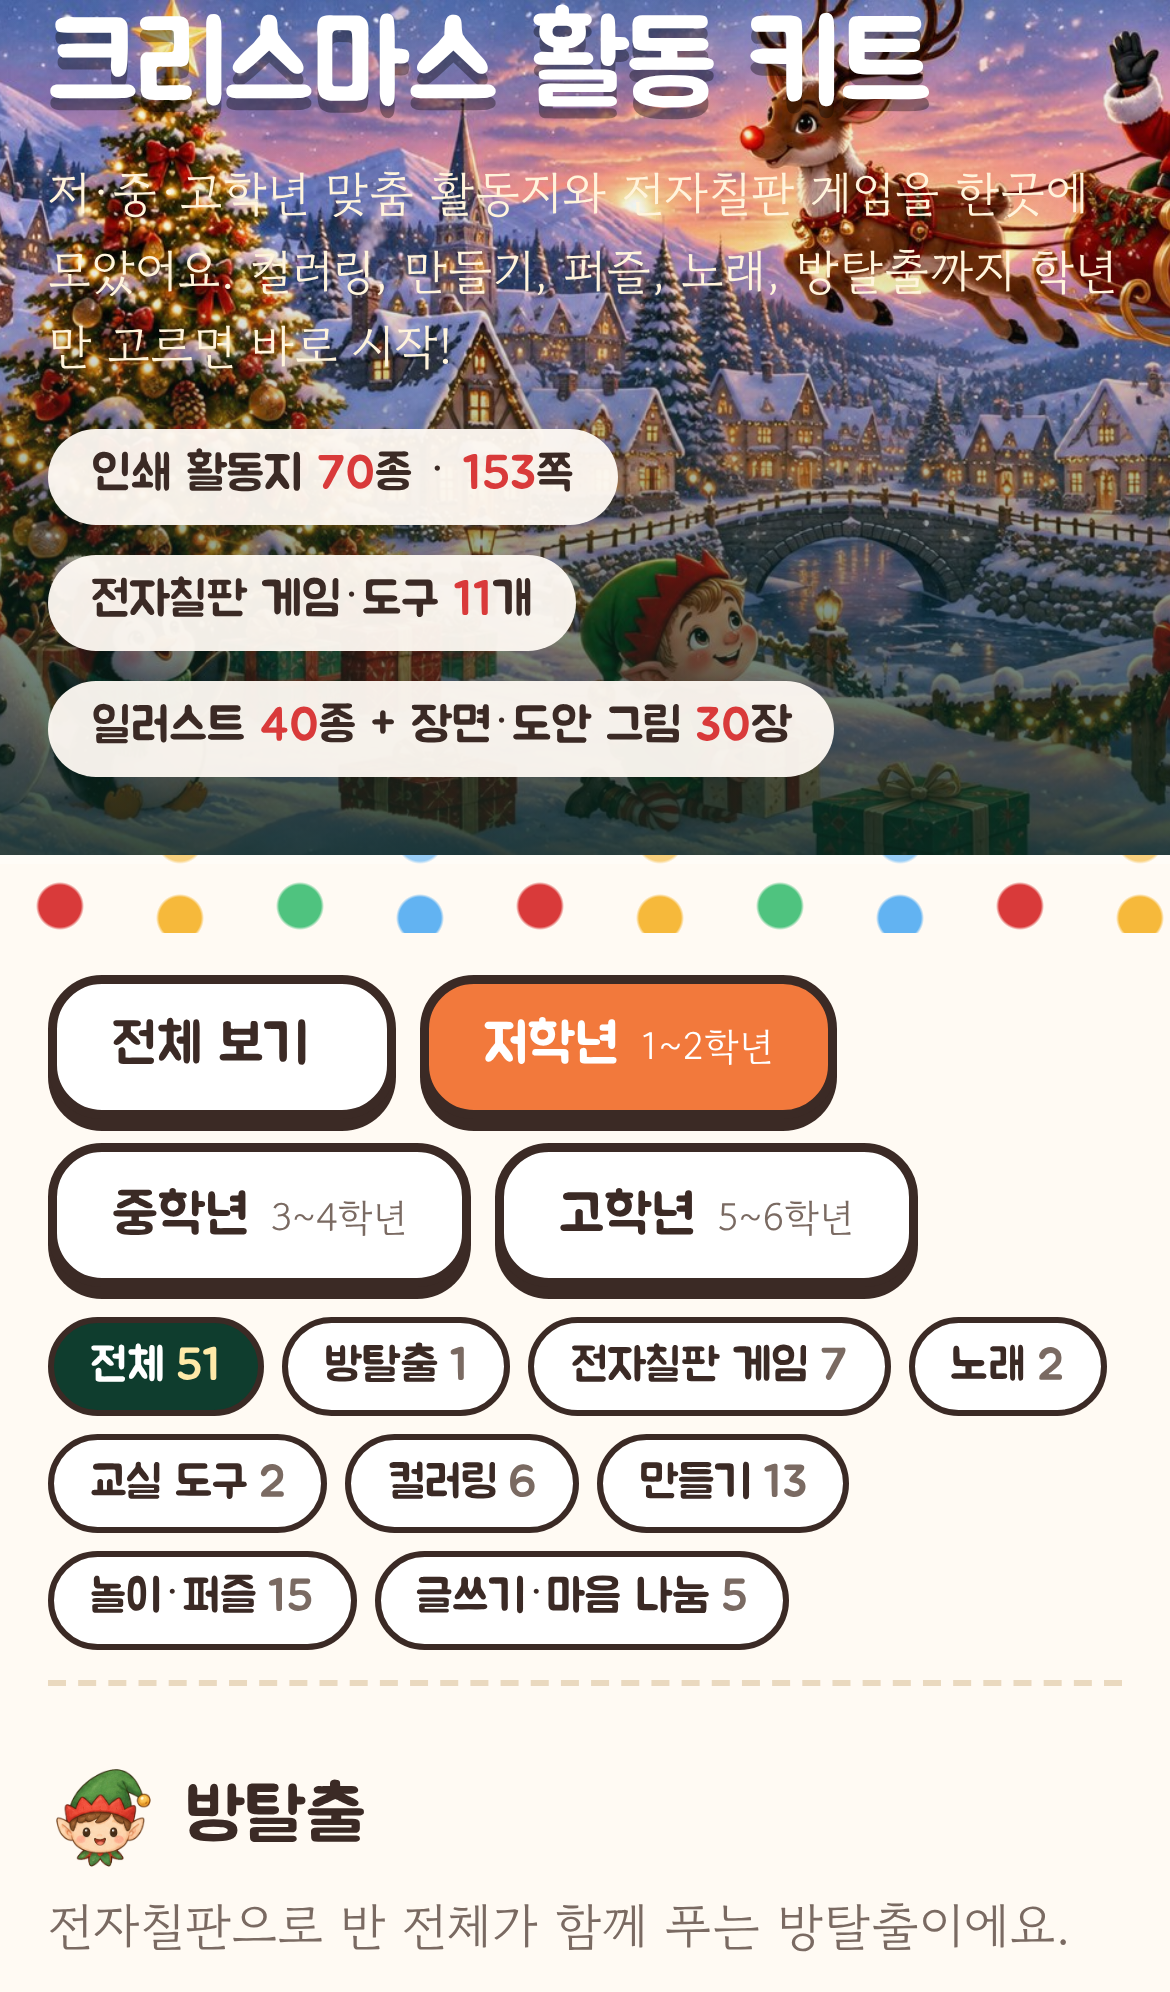 크리스마스 활동 키트
저·중·고학년 맞춤 활동지와 전자칠판 게임을 한곳에
모았어요. 컬러링, 만들기, 퍼즐, 노래, 방탈출까지 학년
만 고르면 바로 시작!
인쇄 활동지 70종 · 153쪽
전자칠판 게임·도구 11개
일러스트 40종 + 장면·도안 그림 30장
전체 보기
저학년 1~2학년
중학년 3~4학년
고학년 5~6학년
전체 51
방탈출 1
전자칠판 게임 7
노래 2
교실 도구 2
컬러링 6
만들기 13
놀이·퍼즐 15
글쓰기·마음 나눔 5
방탈출
전자칠판으로 반 전체가 함께 푸는 방탈출이에요.